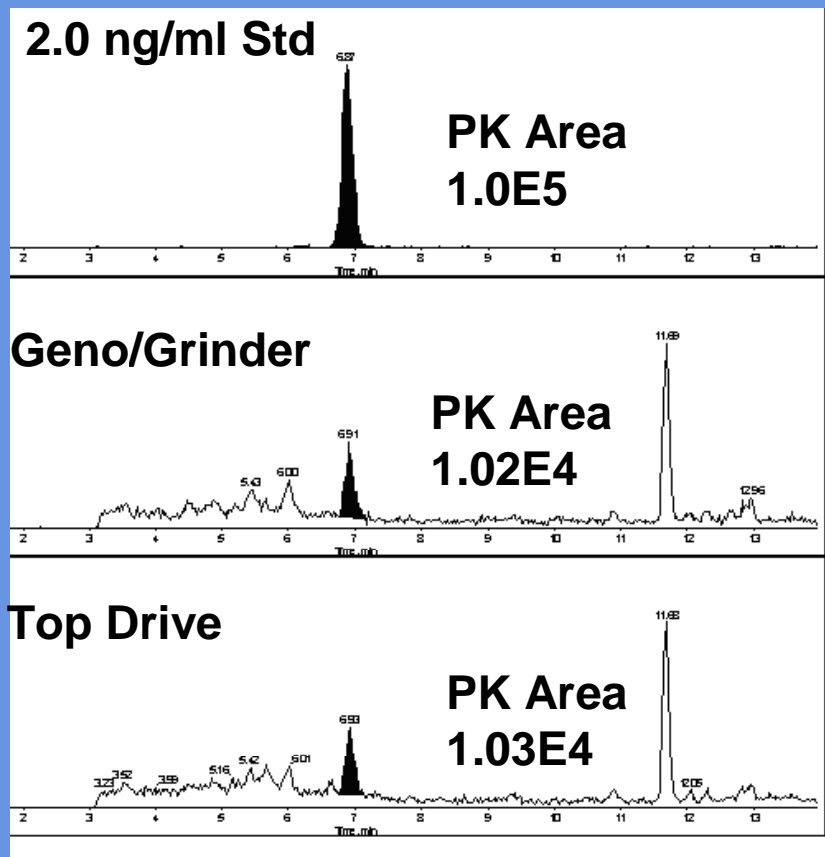 2.0 ng/ml Std
6.87
PK Area
1.0E5
2 3 4 5 6 7 8 9 10 11 12 13
Time, min
Geno/Grinder
11.69
PK Area
1.02E4
6.91
6.00
5.43
12.96
2 3 4 5 6 7 8 9 10 11 12 13
Time, min
Top Drive
11.68
PK Area
1.03E4
6.93
3.23 3.52 3.99 5.16 5.42 6.01
12.05
2 3 4 5 6 7 8 9 10 11 12 13
Time, min